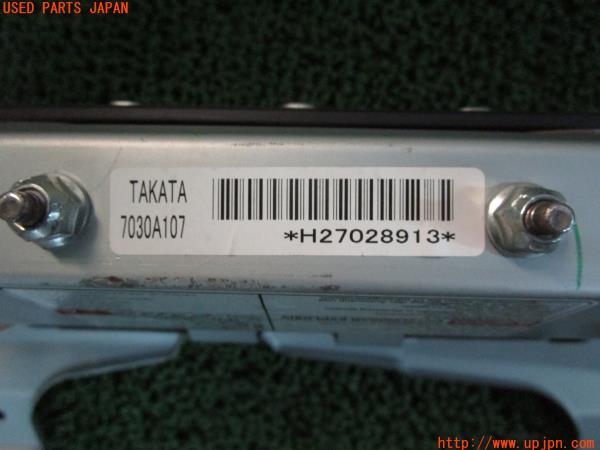 USED PARTS JAPAN
TAKATA
7030A107
*H27028913*
http://www.upjpn.com/